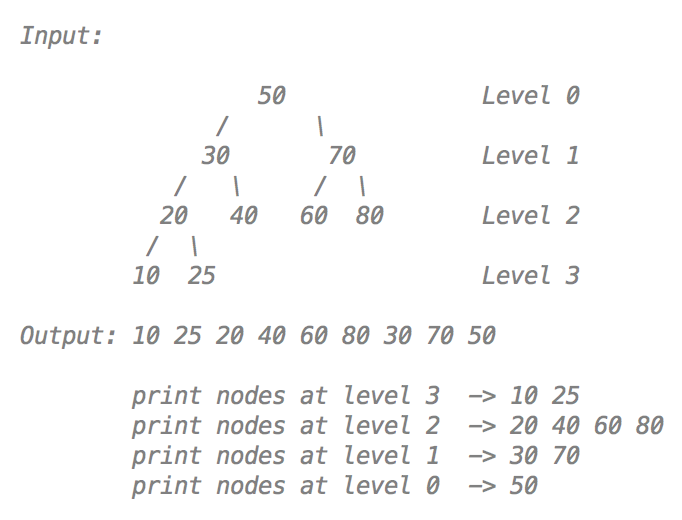 Input:
50 Level 0
/ \
30 70 Level 1
/ \ / \
20 40 60 80 Level 2
/ \
10 25 Level 3
Output: 10 25 20 40 60 80 30 70 50
print nodes at level 3 -> 10 25
print nodes at level 2 -> 20 40 60 80
print nodes at level 1 -> 30 70
print nodes at level 0 -> 50